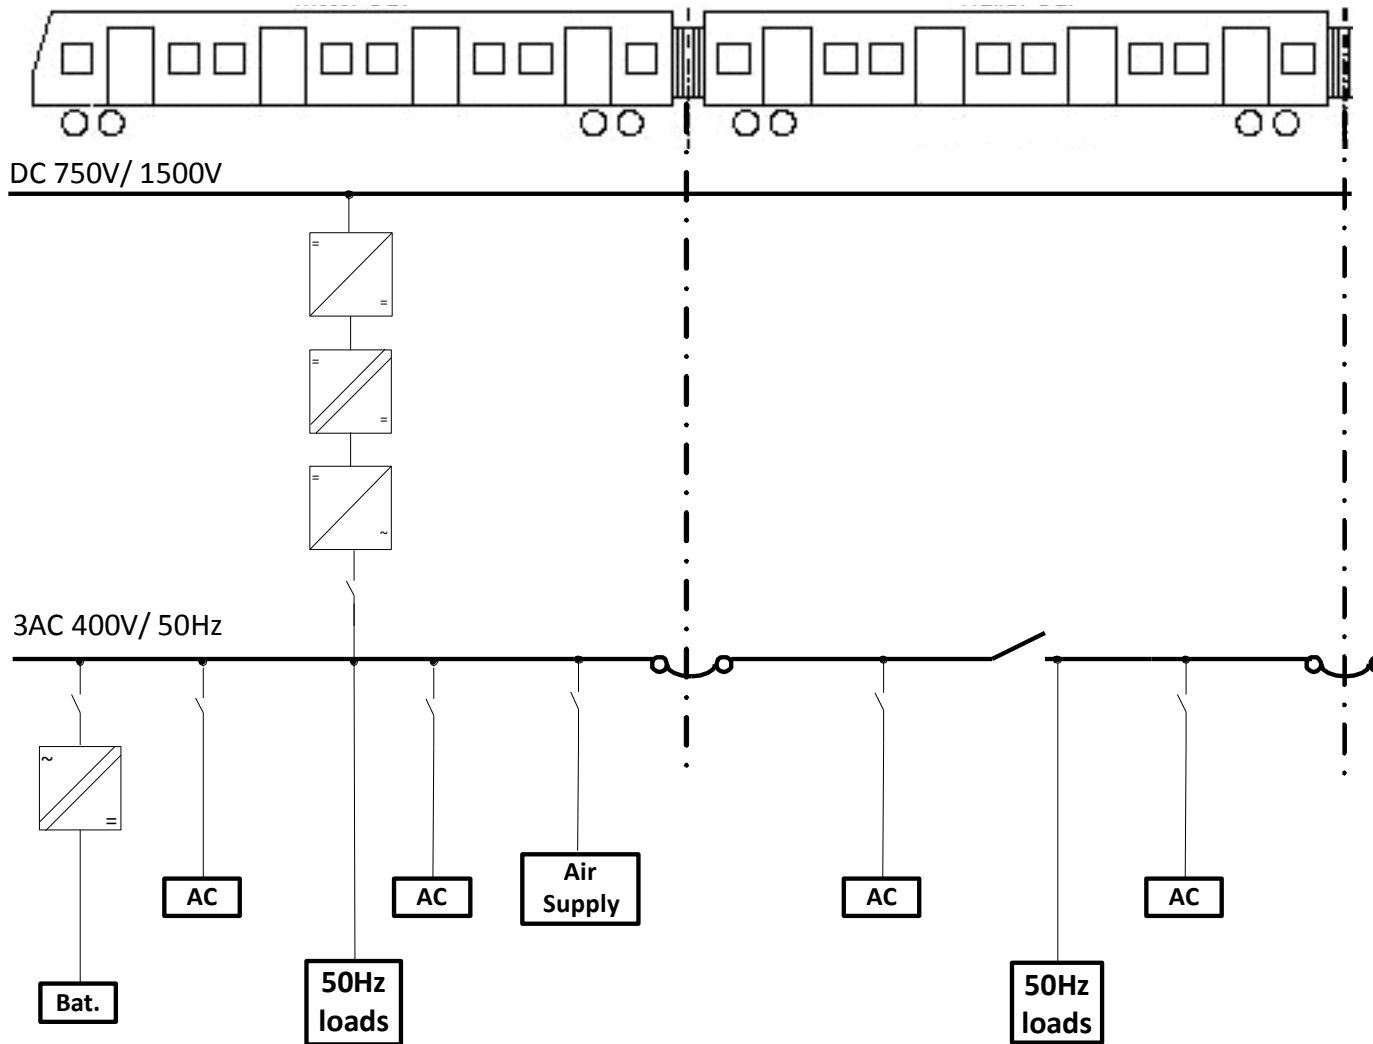 DC 750V/ 1500V
=
=
=
=
=
~
3AC 400V/ 50Hz
~
=
AC
AC
Air
Supply
AC
AC
Bat.
50Hz
loads
50Hz
loads